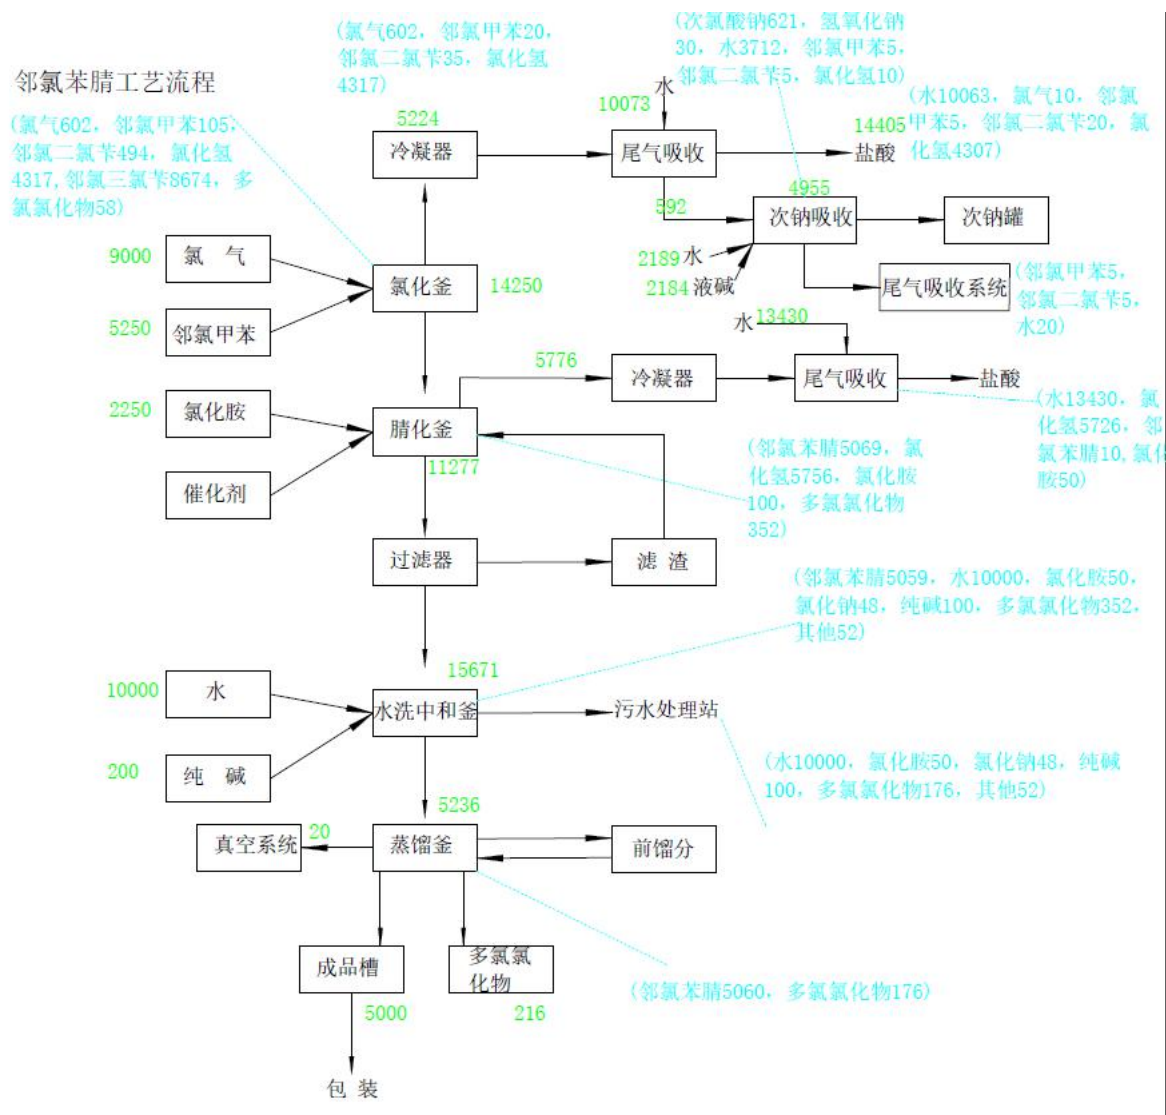 邻氯苯腈工艺流程
(氯气602，邻氯甲苯20，
邻氯二氯苄35，氯化氢
4317)
(次氯酸钠621，氢氧化钠
30，水3712，邻氯甲苯5，
邻氯二氯苄5，氯化氢10)
(氯气602，邻氯甲苯105，
邻氯二氯苄494，氯化氢
4317,邻氯三氯苄8674，多
氯氯化物58)
5224
冷凝器
水
10073
尾气吸收
14405
盐酸
(水10063，氯气10，邻氯
甲苯5，邻氯二氯苄20，氯
化氢4307)
592
4955
次钠吸收
次钠罐
2189
水
2184
液碱
尾气吸收系统
(邻氯甲苯5，
邻氯二氯苄5，
水20)
9000
氯 气
氯化釜
14250
5250
邻氯甲苯
水
13430
5776
冷凝器
尾气吸收
盐酸
(水13430，氯
化氢5726，邻
氯苯腈10,氯化
胺50)
2250
氯化胺
腈化釜
11277
催化剂
(邻氯苯腈5069，氯
化氢5756，氯化胺
100，多氯氯化物
352)
过滤器
滤 渣
(邻氯苯腈5059，水10000，氯化胺50，
氯化钠48，纯碱100，多氯氯化物352，
其他52)
15671
10000
水
水洗中和釜
污水处理站
200
纯 碱
(水10000，氯化胺50，氯化钠48，纯碱
100，多氯氯化物176，其他52)
5236
真空系统
20
蒸馏釜
前馏分
成品槽
5000
多氯氯
化物
216
(邻氯苯腈5060，多氯氯化物176)
包 装